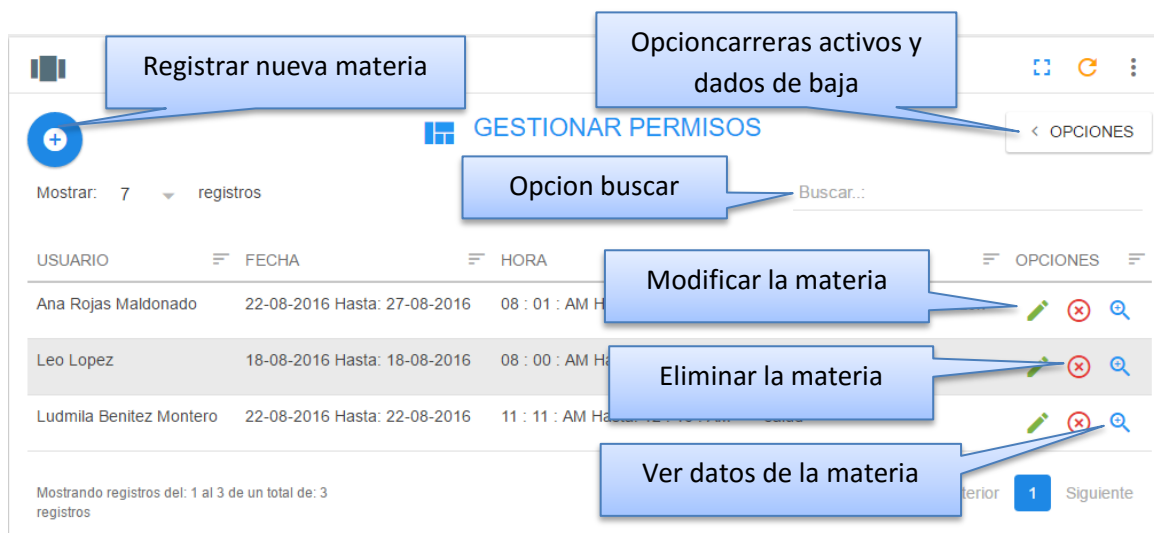 Registrar nueva materia
Opcioncarreras activos y
dados de baja
GESTIONAR PERMISOS
< OPCIONES
Mostrar: 7 registros
Opcion buscar
Buscar..:
USUARIO FECHA HORA OPCIONES
Modificar la materia
Ana Rojas Maldonado 22-08-2016 Hasta: 27-08-2016 08 : 01 : AM H
Leo Lopez 18-08-2016 Hasta: 18-08-2016 08 : 00 : AM Ha
Eliminar la materia
Ludmila Benitez Montero 22-08-2016 Hasta: 22-08-2016 11 : 11 : AM
Ver datos de la materia
Mostrando registros del: 1 al 3 de un total de: 3
registros
terior 1 Siguiente